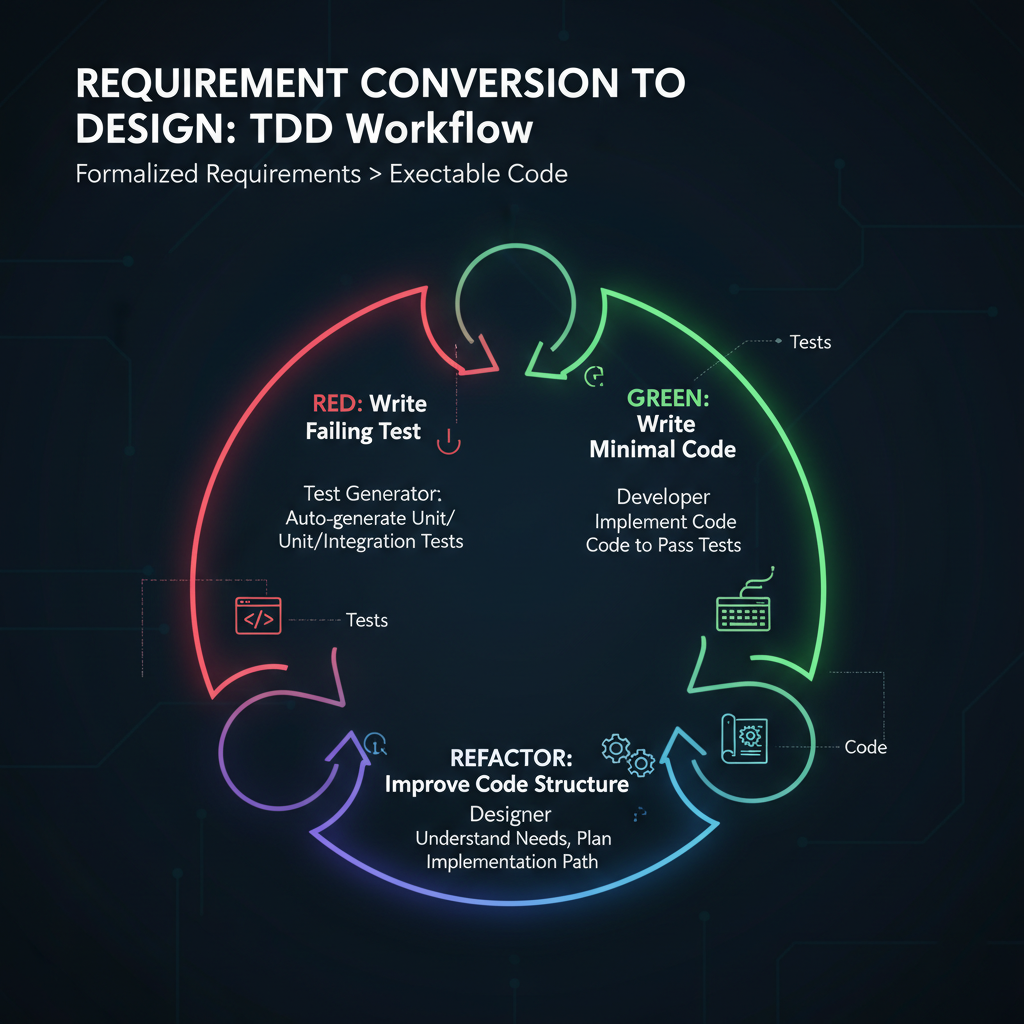 REQUIREMENT CONVERSION TO
DESIGN: TDD Workflow
Formalized Requirements > Exectable Code
Tests
RED: Write
Failing Test
GREEN:
Write
Minimal Code
Test Generator:
Auto-generate Unit/
Unit/Integration Tests
Developer
Implement Code
Code to Pass Tests
</>
Tests
Code
REFACTOR:
Improve Code Structure
Designer
Understand Needs, Plan
Implementation Path